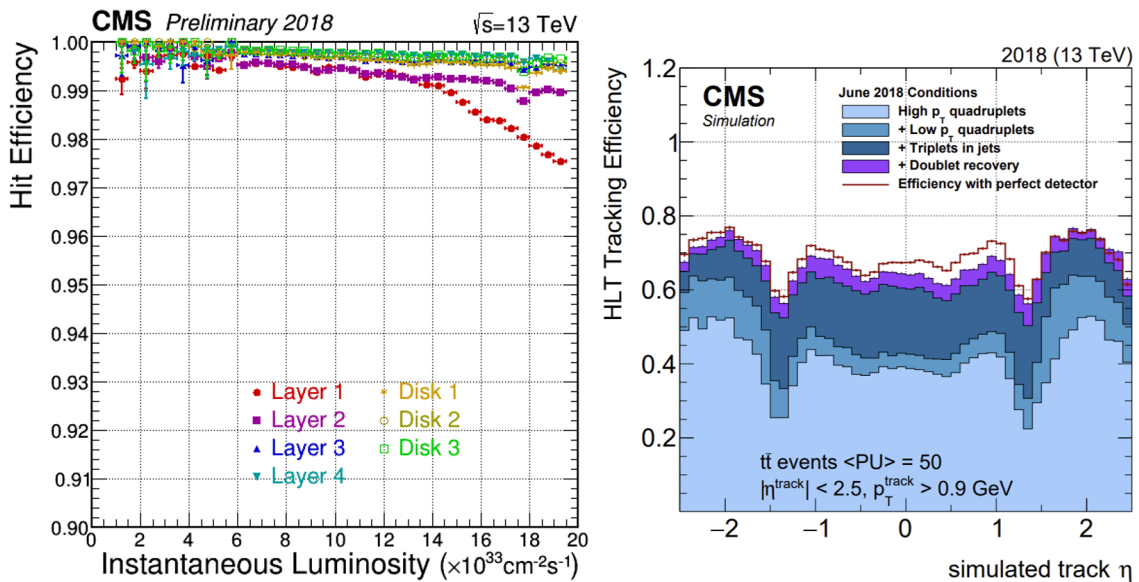 CMS Preliminary 2018 √s=13 TeV
Hit Efficiency
1.00
0.99
0.98
0.97
0.96
0.95
0.94
0.93
0.92
0.91
0.90
Layer 1
Layer 2
Layer 3
Layer 4
Disk 1
Disk 2
Disk 3
0 2 4 6 8 10 12 14 16 18 20
Instantaneous Luminosity (×10³³cm⁻²s⁻¹)
2018 (13 TeV)
HLT Tracking Efficiency
1.2
1
0.8
0.6
0.4
0.2
CMS
Simulation
June 2018 Conditions
High p_T quadruplets
+ Low p_T quadruplets
+ Triplets in jets
+ Doublet recovery
Efficiency with perfect detector
tt̄ events <PU> = 50
|η^track| < 2.5, p_T^track > 0.9 GeV
−2 −1 0 1 2
simulated track η